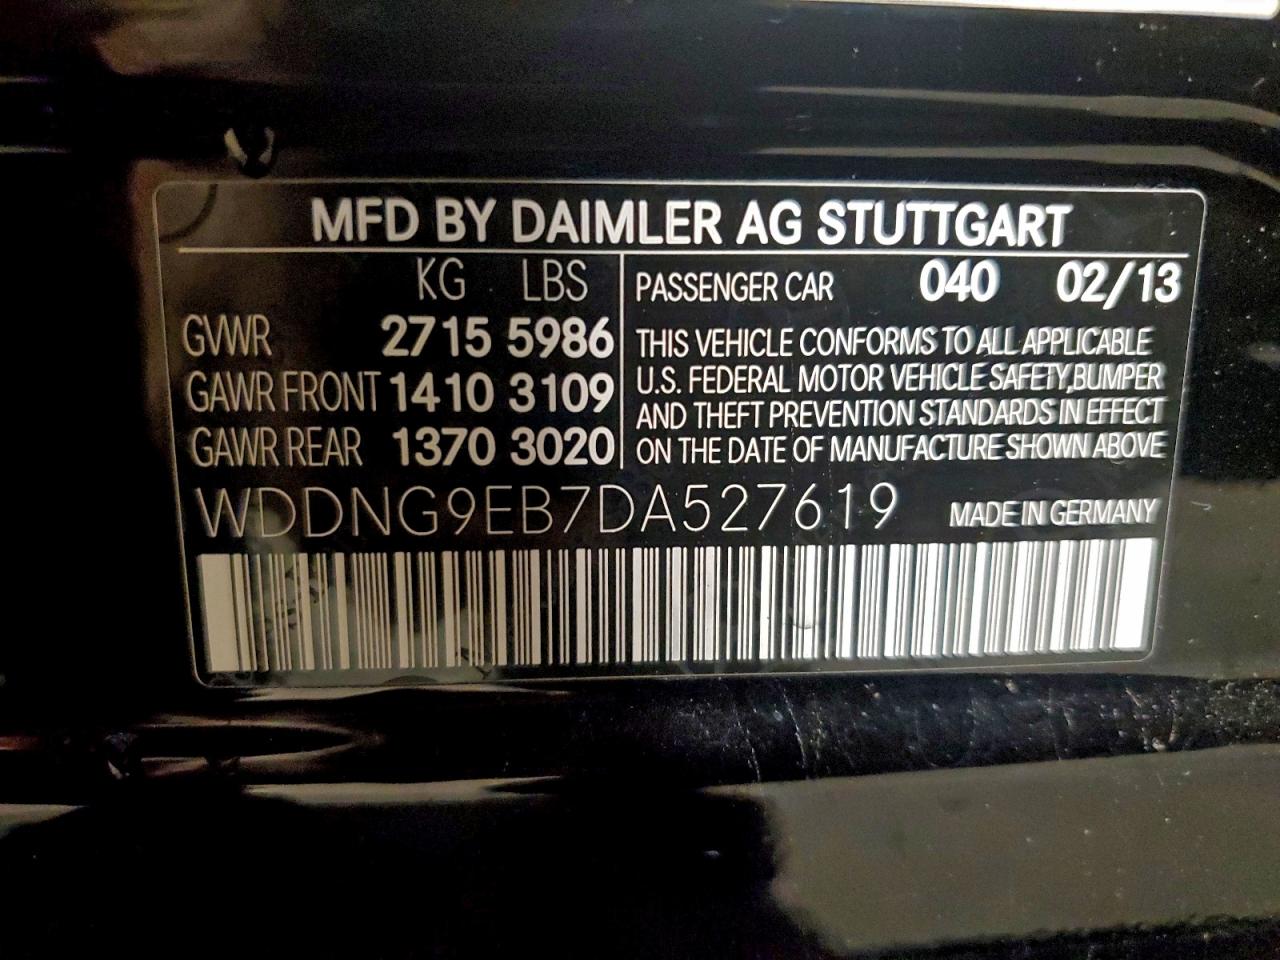 MFD BY DAIMLER AG STUTTGART
KG LBS
GVWR 2715 5986
GAWR FRONT 1410 3109
GAWR REAR 1370 3020
PASSENGER CAR 040 02/13
THIS VEHICLE CONFORMS TO ALL APPLICABLE
U.S. FEDERAL MOTOR VEHICLE SAFETY,BUMPER
AND THEFT PREVENTION STANDARDS IN EFFECT
ON THE DATE OF MANUFACTURE SHOWN ABOVE
WDDNG9EB7DA527619 MADE IN GERMANY